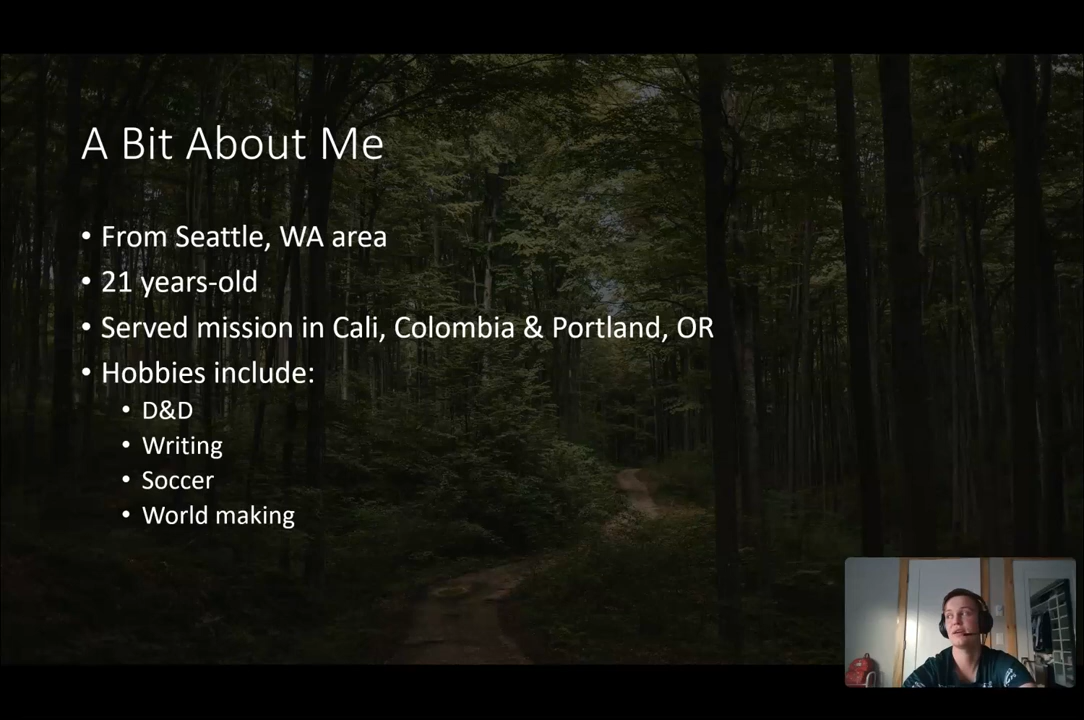 A Bit About Me
• From Seattle, WA area
• 21 years-old
• Served mission in Cali, Colombia & Portland, OR
• Hobbies include:
• D&D
• Writing
• Soccer
• World making